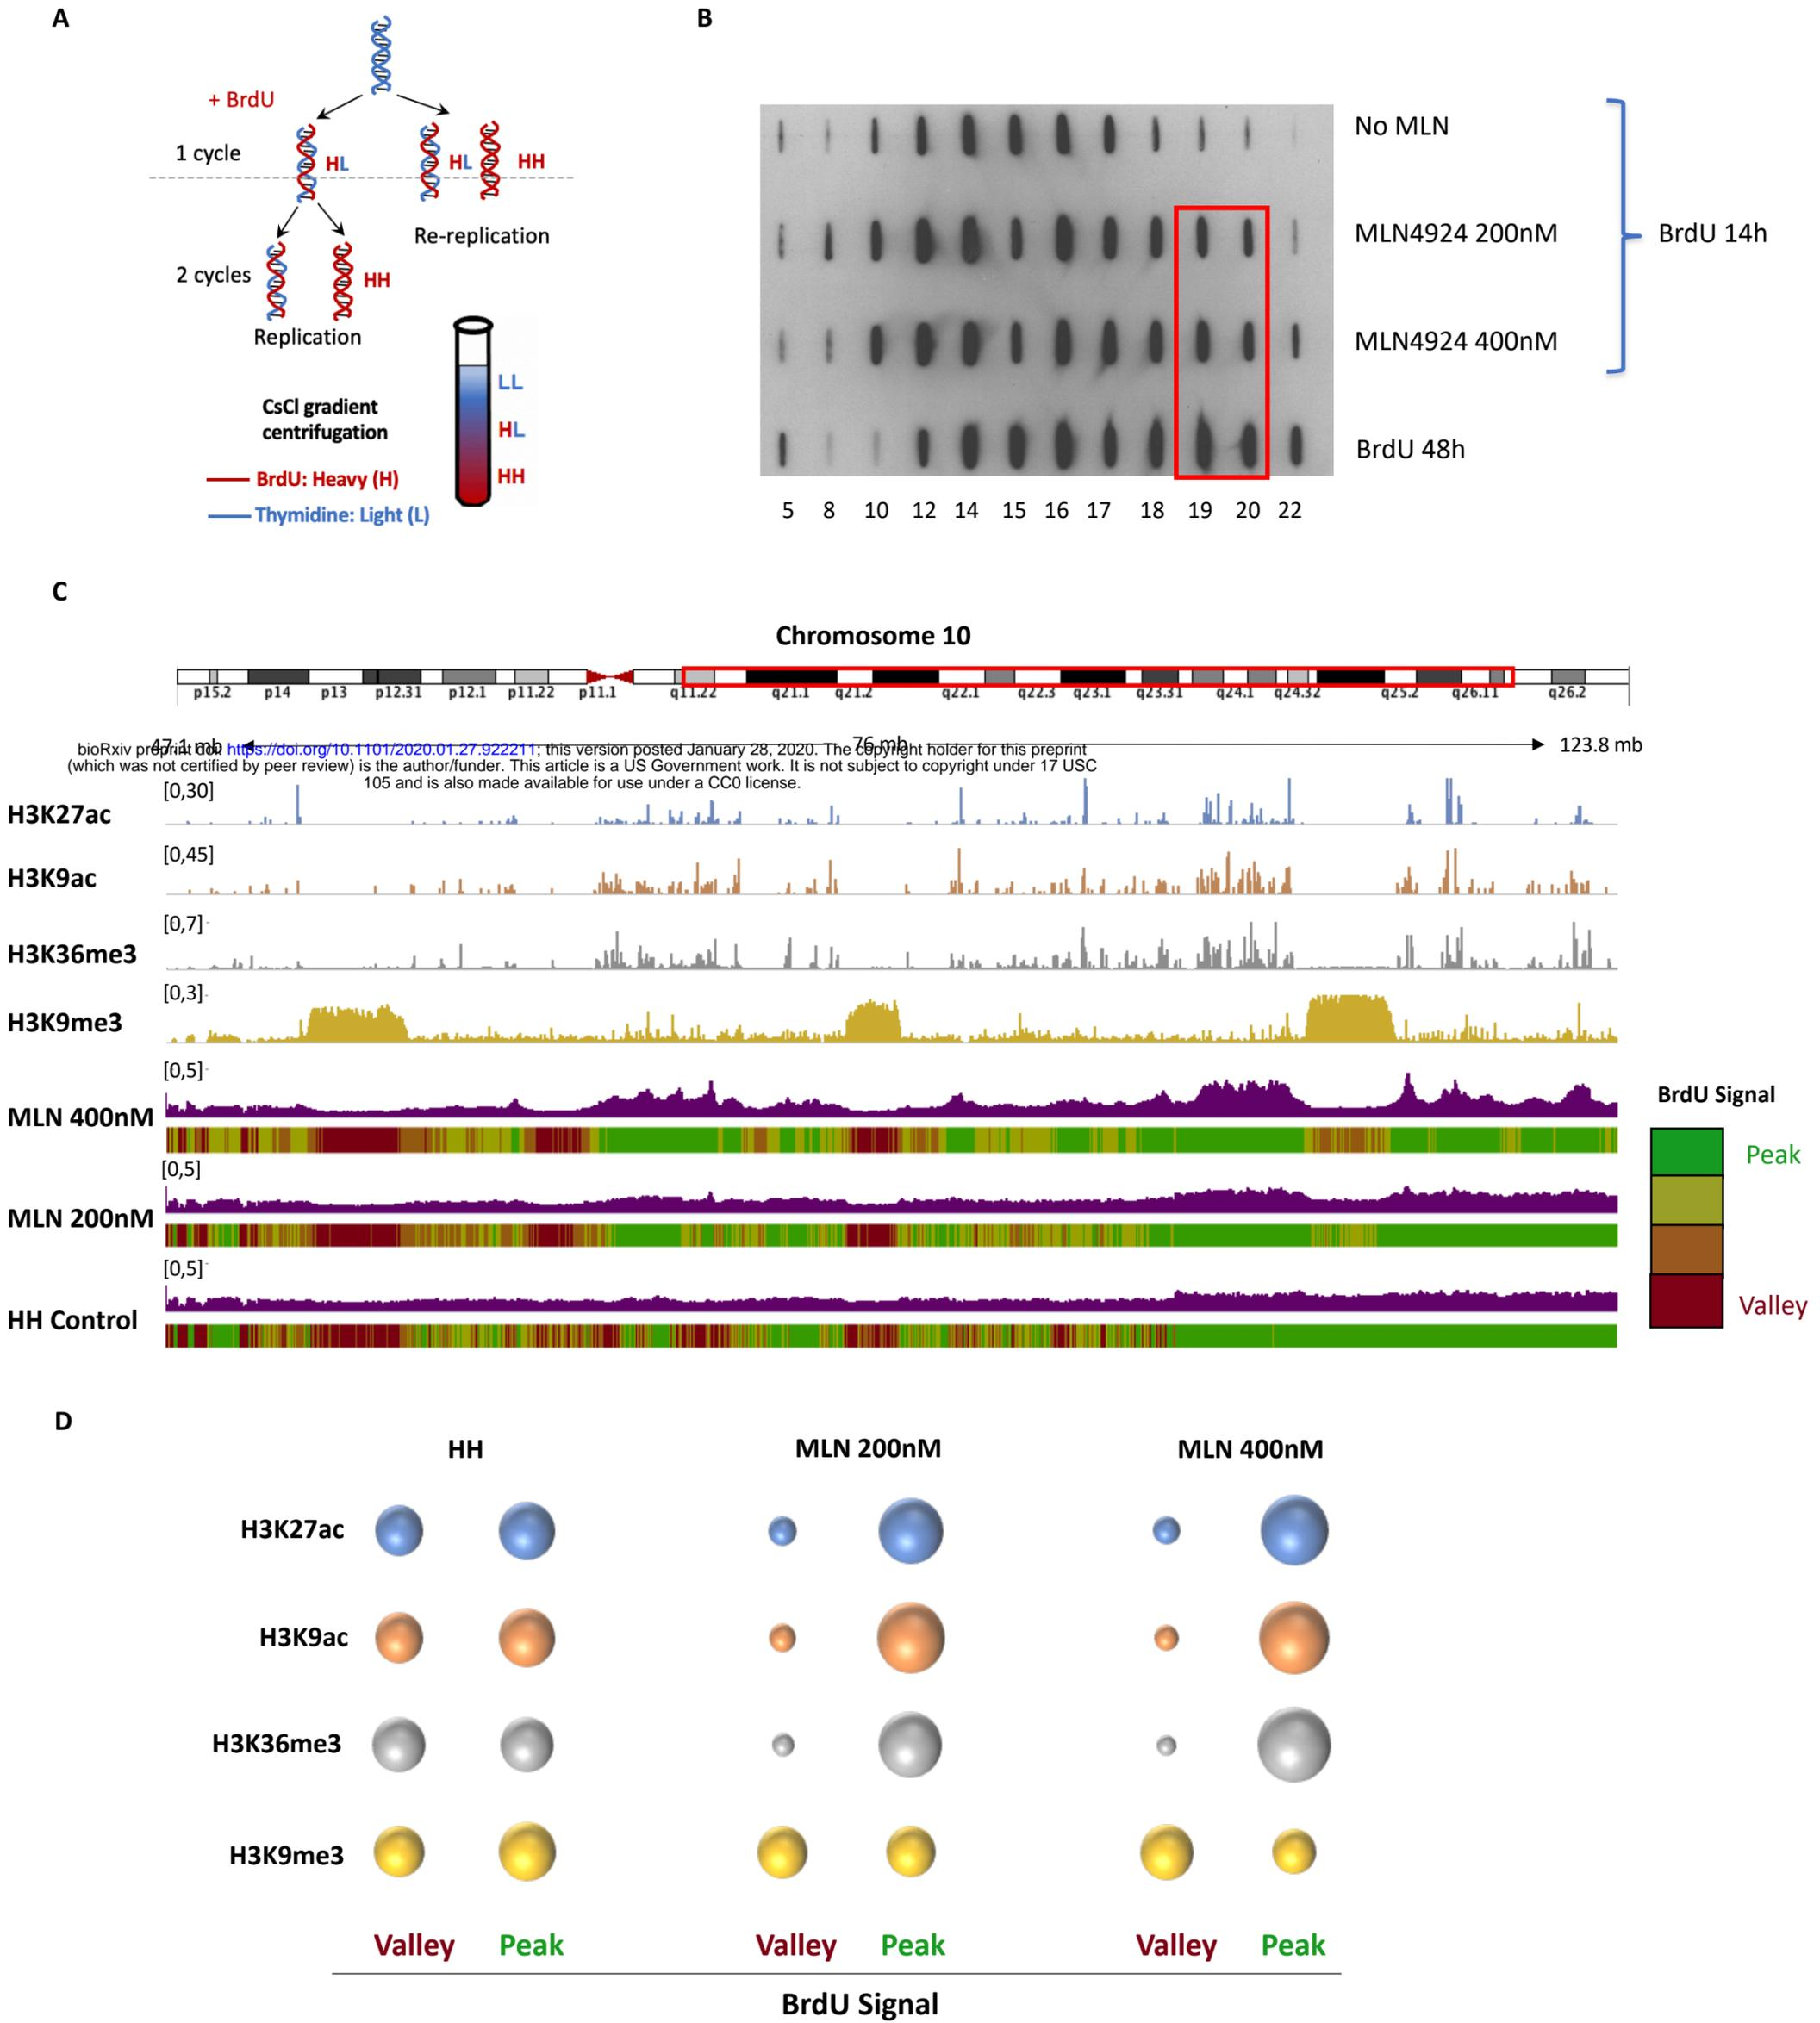 A
+ BrdU
1 cycle
HL
HL
HH
Re-replication
2 cycles
HH
Replication
CsCl gradient
centrifugation
LL
HL
HH
BrdU: Heavy (H)
Thymidine: Light (L)
B
No MLN
MLN4924 200nM
MLN4924 400nM
BrdU 14h
BrdU 48h
5 8 10 12 14 15 16 17 18 19 20 22
C
Chromosome 10
p15.2 p14 p13 p12.31 p12.1 p11.22 p11.1 q11.22 q21.1 q21.2 q22.1 q22.3 q23.1 q23.31 q24.1 q24.32 q25.2 q26.11 q26.2
47.1 mb 76 mb 123.8 mb
bioRxiv preprint doi: https://doi.org/10.1101/2020.01.27.922211; this version posted January 28, 2020. The copyright holder for this preprint
(which was not certified by peer review) is the author/funder. This article is a US Government work. It is not subject to copyright under 17 USC
105 and is also made available for use under a CC0 license.
[0,30]
H3K27ac
[0,45]
H3K9ac
[0,7]
H3K36me3
[0,3]
H3K9me3
[0,5]
MLN 400nM
[0,5]
MLN 200nM
[0,5]
HH Control
BrdU Signal
Peak
Valley
D
HH MLN 200nM MLN 400nM
H3K27ac
H3K9ac
H3K36me3
H3K9me3
Valley Peak Valley Peak Valley Peak
BrdU Signal